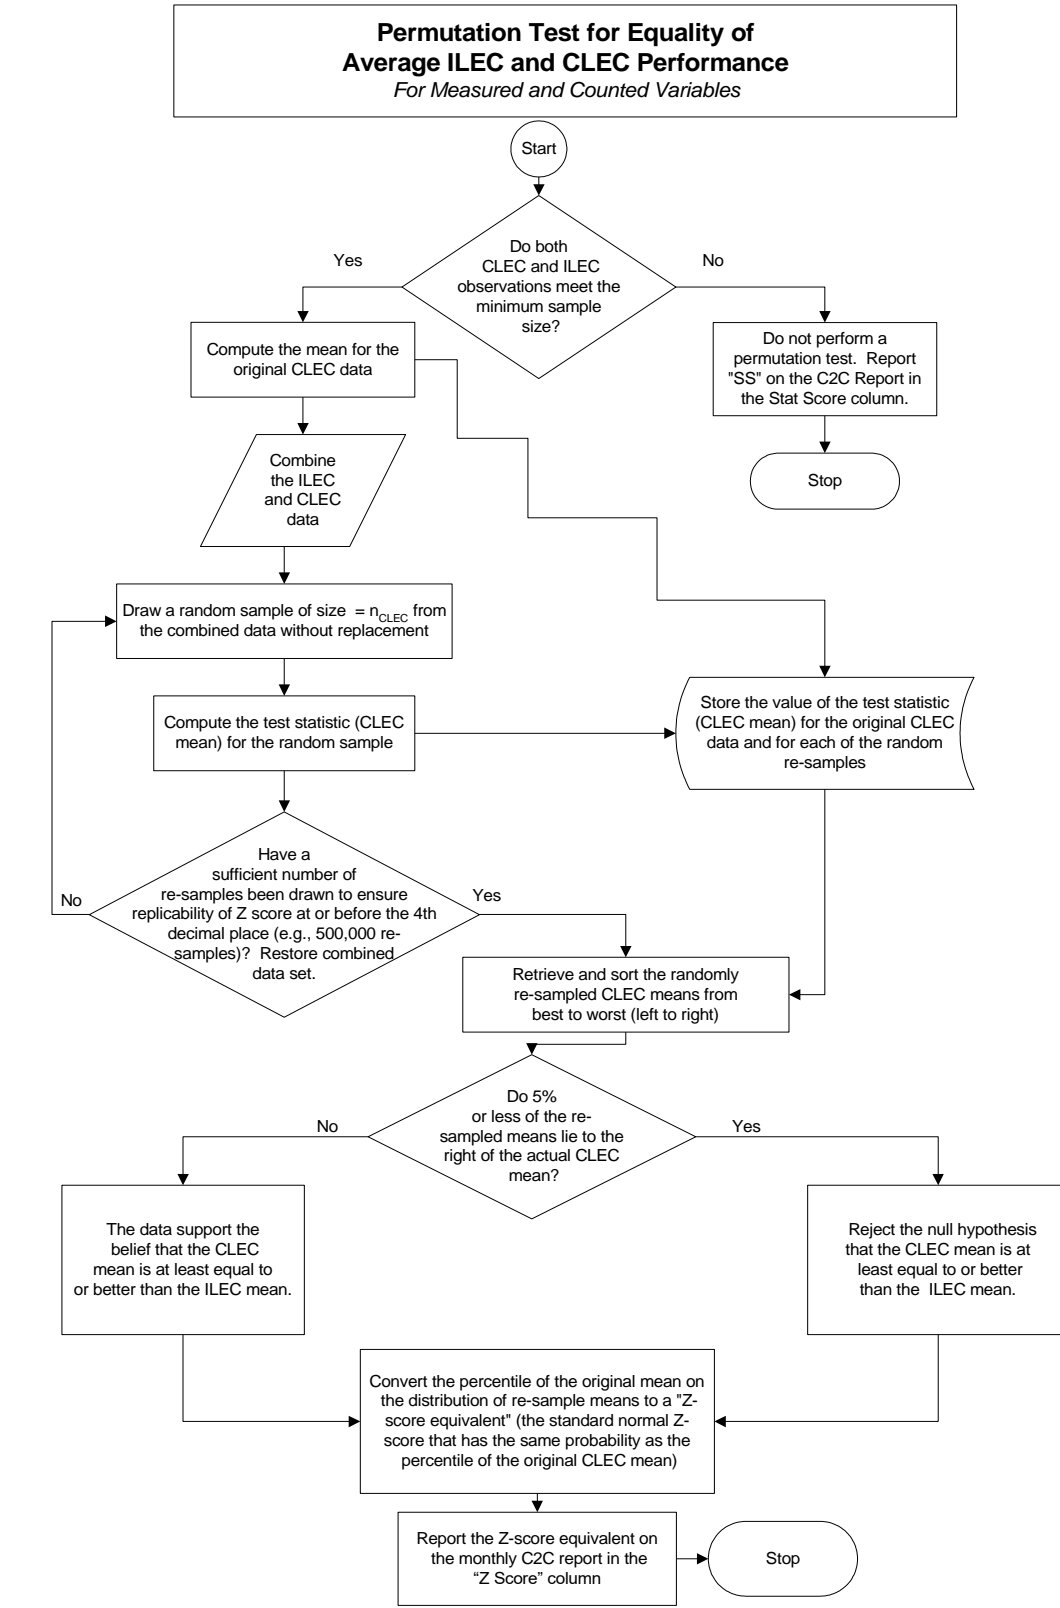 Permutation Test for Equality of
Average ILEC and CLEC Performance
For Measured and Counted Variables
Start
Do both
CLEC and ILEC
observations meet the
minimum sample
size?
Yes
No
Compute the mean for the
original CLEC data
Do not perform a
permutation test. Report
"SS" on the C2C Report in
the Stat Score column.
Combine
the ILEC
and CLEC
data
Stop
Draw a random sample of size = nCLEC from
the combined data without replacement
Compute the test statistic (CLEC
mean) for the random sample
Store the value of the test statistic
(CLEC mean) for the original CLEC
data and for each of the random
re-samples
Have a
sufficient number of
re-samples been drawn to ensure
replicability of Z score at or before the 4th
decimal place (e.g., 500,000 re-
samples)? Restore combined
data set.
No
Yes
Retrieve and sort the randomly
re-sampled CLEC means from
best to worst (left to right)
Do 5%
or less of the re-
sampled means lie to the
right of the actual CLEC
mean?
No
Yes
The data support the
belief that the CLEC
mean is at least equal to
or better than the ILEC mean.
Reject the null hypothesis
that the CLEC mean is at
least equal to or better
than the ILEC mean.
Convert the percentile of the original mean on
the distribution of re-sample means to a "Z-
score equivalent" (the standard normal Z-
score that has the same probability as the
percentile of the original CLEC mean)
Report the Z-score equivalent on
the monthly C2C report in the
“Z Score” column
Stop